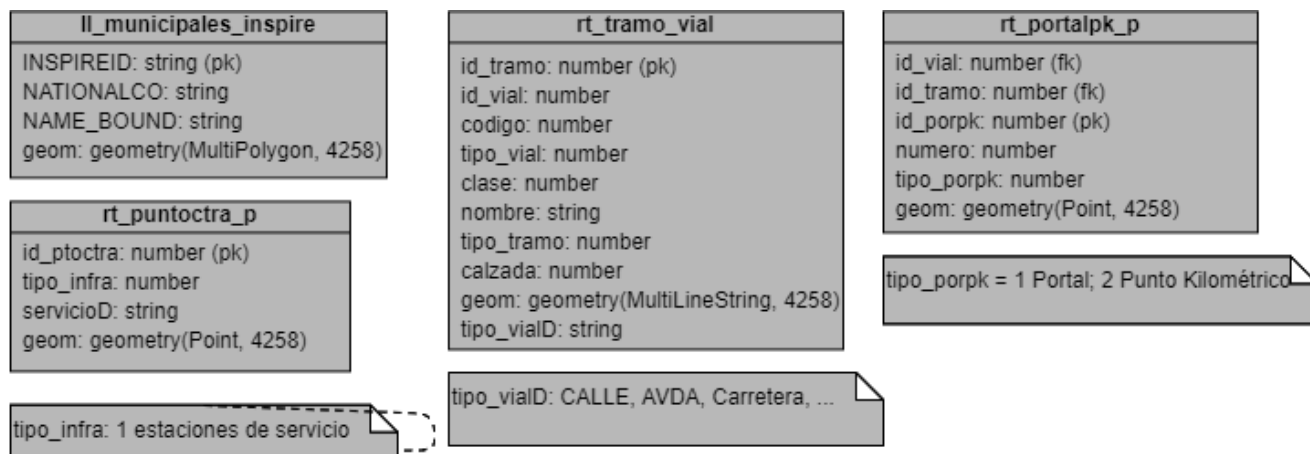 ll_municipales_inspire
INSPIREID: string (pk)
NATIONALCO: string
NAME_BOUND: string
geom: geometry(MultiPolygon, 4258)
rt_puntoctra_p
id_ptoctra: number (pk)
tipo_infra: number
servicioD: string
geom: geometry(Point, 4258)
tipo_infra: 1 estaciones de servicio
rt_tramo_vial
id_tramo: number (pk)
id_vial: number
codigo: number
tipo_vial: number
clase: number
nombre: string
tipo_tramo: number
calzada: number
geom: geometry(MultiLineString, 4258)
tipo_vialD: string
tipo_vialD: CALLE, AVDA, Carretera, ...
rt_portalpk_p
id_vial: number (fk)
id_tramo: number (fk)
id_porpk: number (pk)
numero: number
tipo_porpk: number
geom: geometry(Point, 4258)
tipo_porpk = 1 Portal; 2 Punto Kilométrico